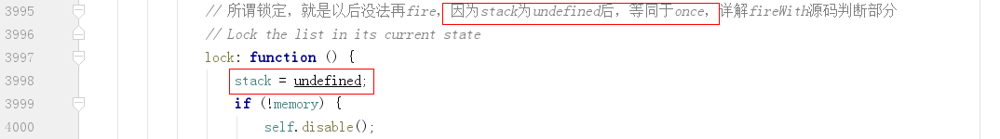 3995 // 所谓锁定，就是以后没法再fire，因为stack为undefined后，等同于once，详解fireWith源码判断部分
3996 // Lock the list in its current state
3997 lock: function () {
3998 stack = undefined;
3999 if (!memory) {
4000 self.disable();